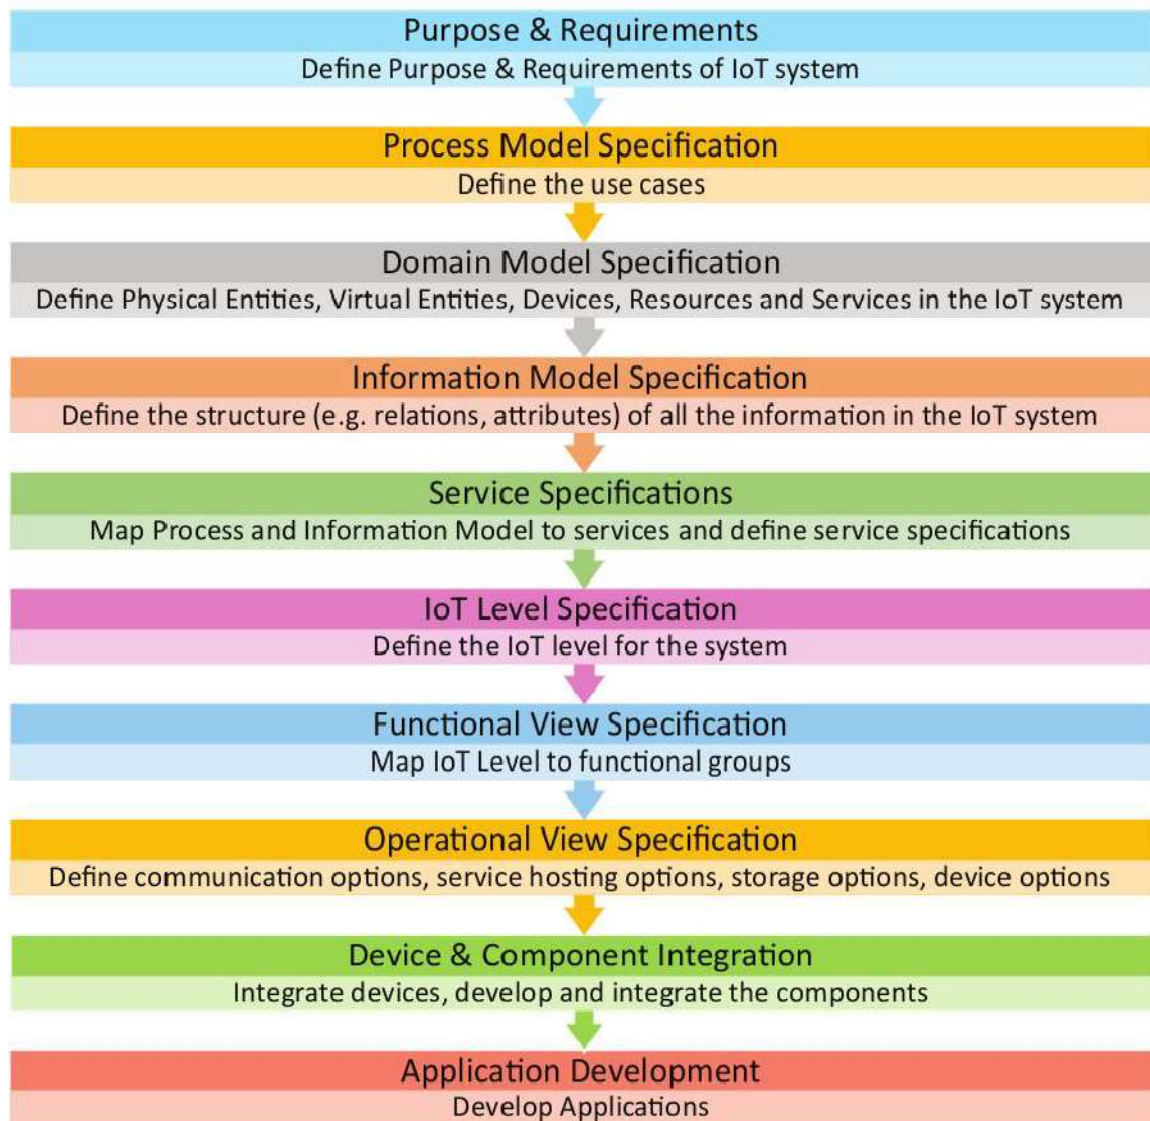 Purpose & Requirements
Define Purpose & Requirements of IoT system
Process Model Specification
Define the use cases
Domain Model Specification
Define Physical Entities, Virtual Entities, Devices, Resources and Services in the IoT system
Information Model Specification
Define the structure (e.g. relations, attributes) of all the information in the IoT system
Service Specifications
Map Process and Information Model to services and define service specifications
IoT Level Specification
Define the IoT level for the system
Functional View Specification
Map IoT Level to functional groups
Operational View Specification
Define communication options, service hosting options, storage options, device options
Device & Component Integration
Integrate devices, develop and integrate the components
Application Development
Develop Applications